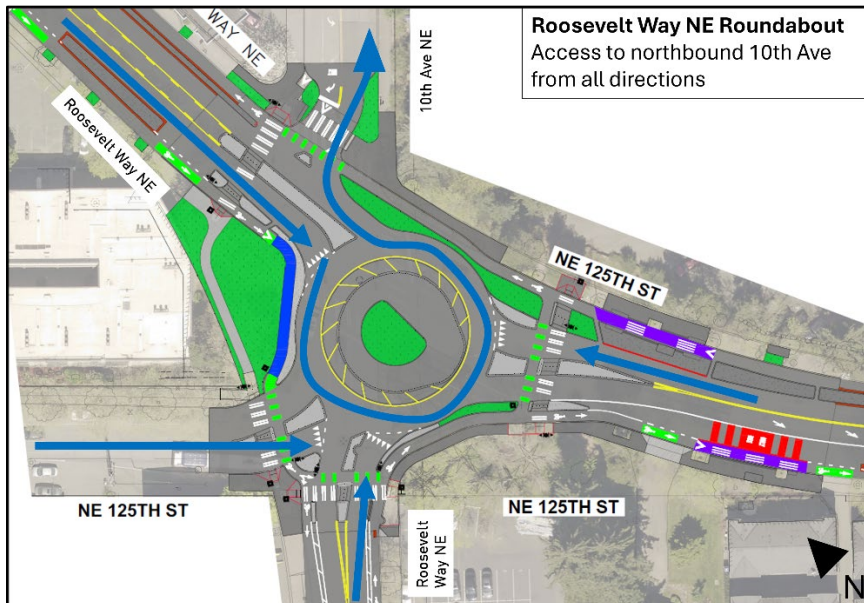 Roosevelt Way NE Roundabout
Access to northbound 10th Ave
from all directions
WAY NE
10th Ave NE
Roosevelt Way NE
NE 125TH ST
NE 125TH ST
NE 125TH ST
Roosevelt
Way NE
N